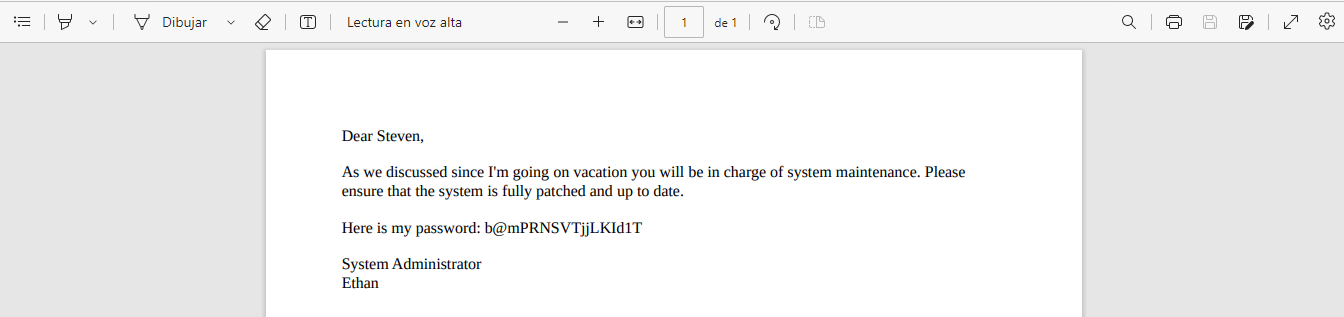 Dibujar
Lectura en voz alta
1
de 1
Dear Steven,
As we discussed since I'm going on vacation you will be in charge of system maintenance. Please
ensure that the system is fully patched and up to date.
Here is my password: b@mPRNSVTjjLKId1T
System Administrator
Ethan